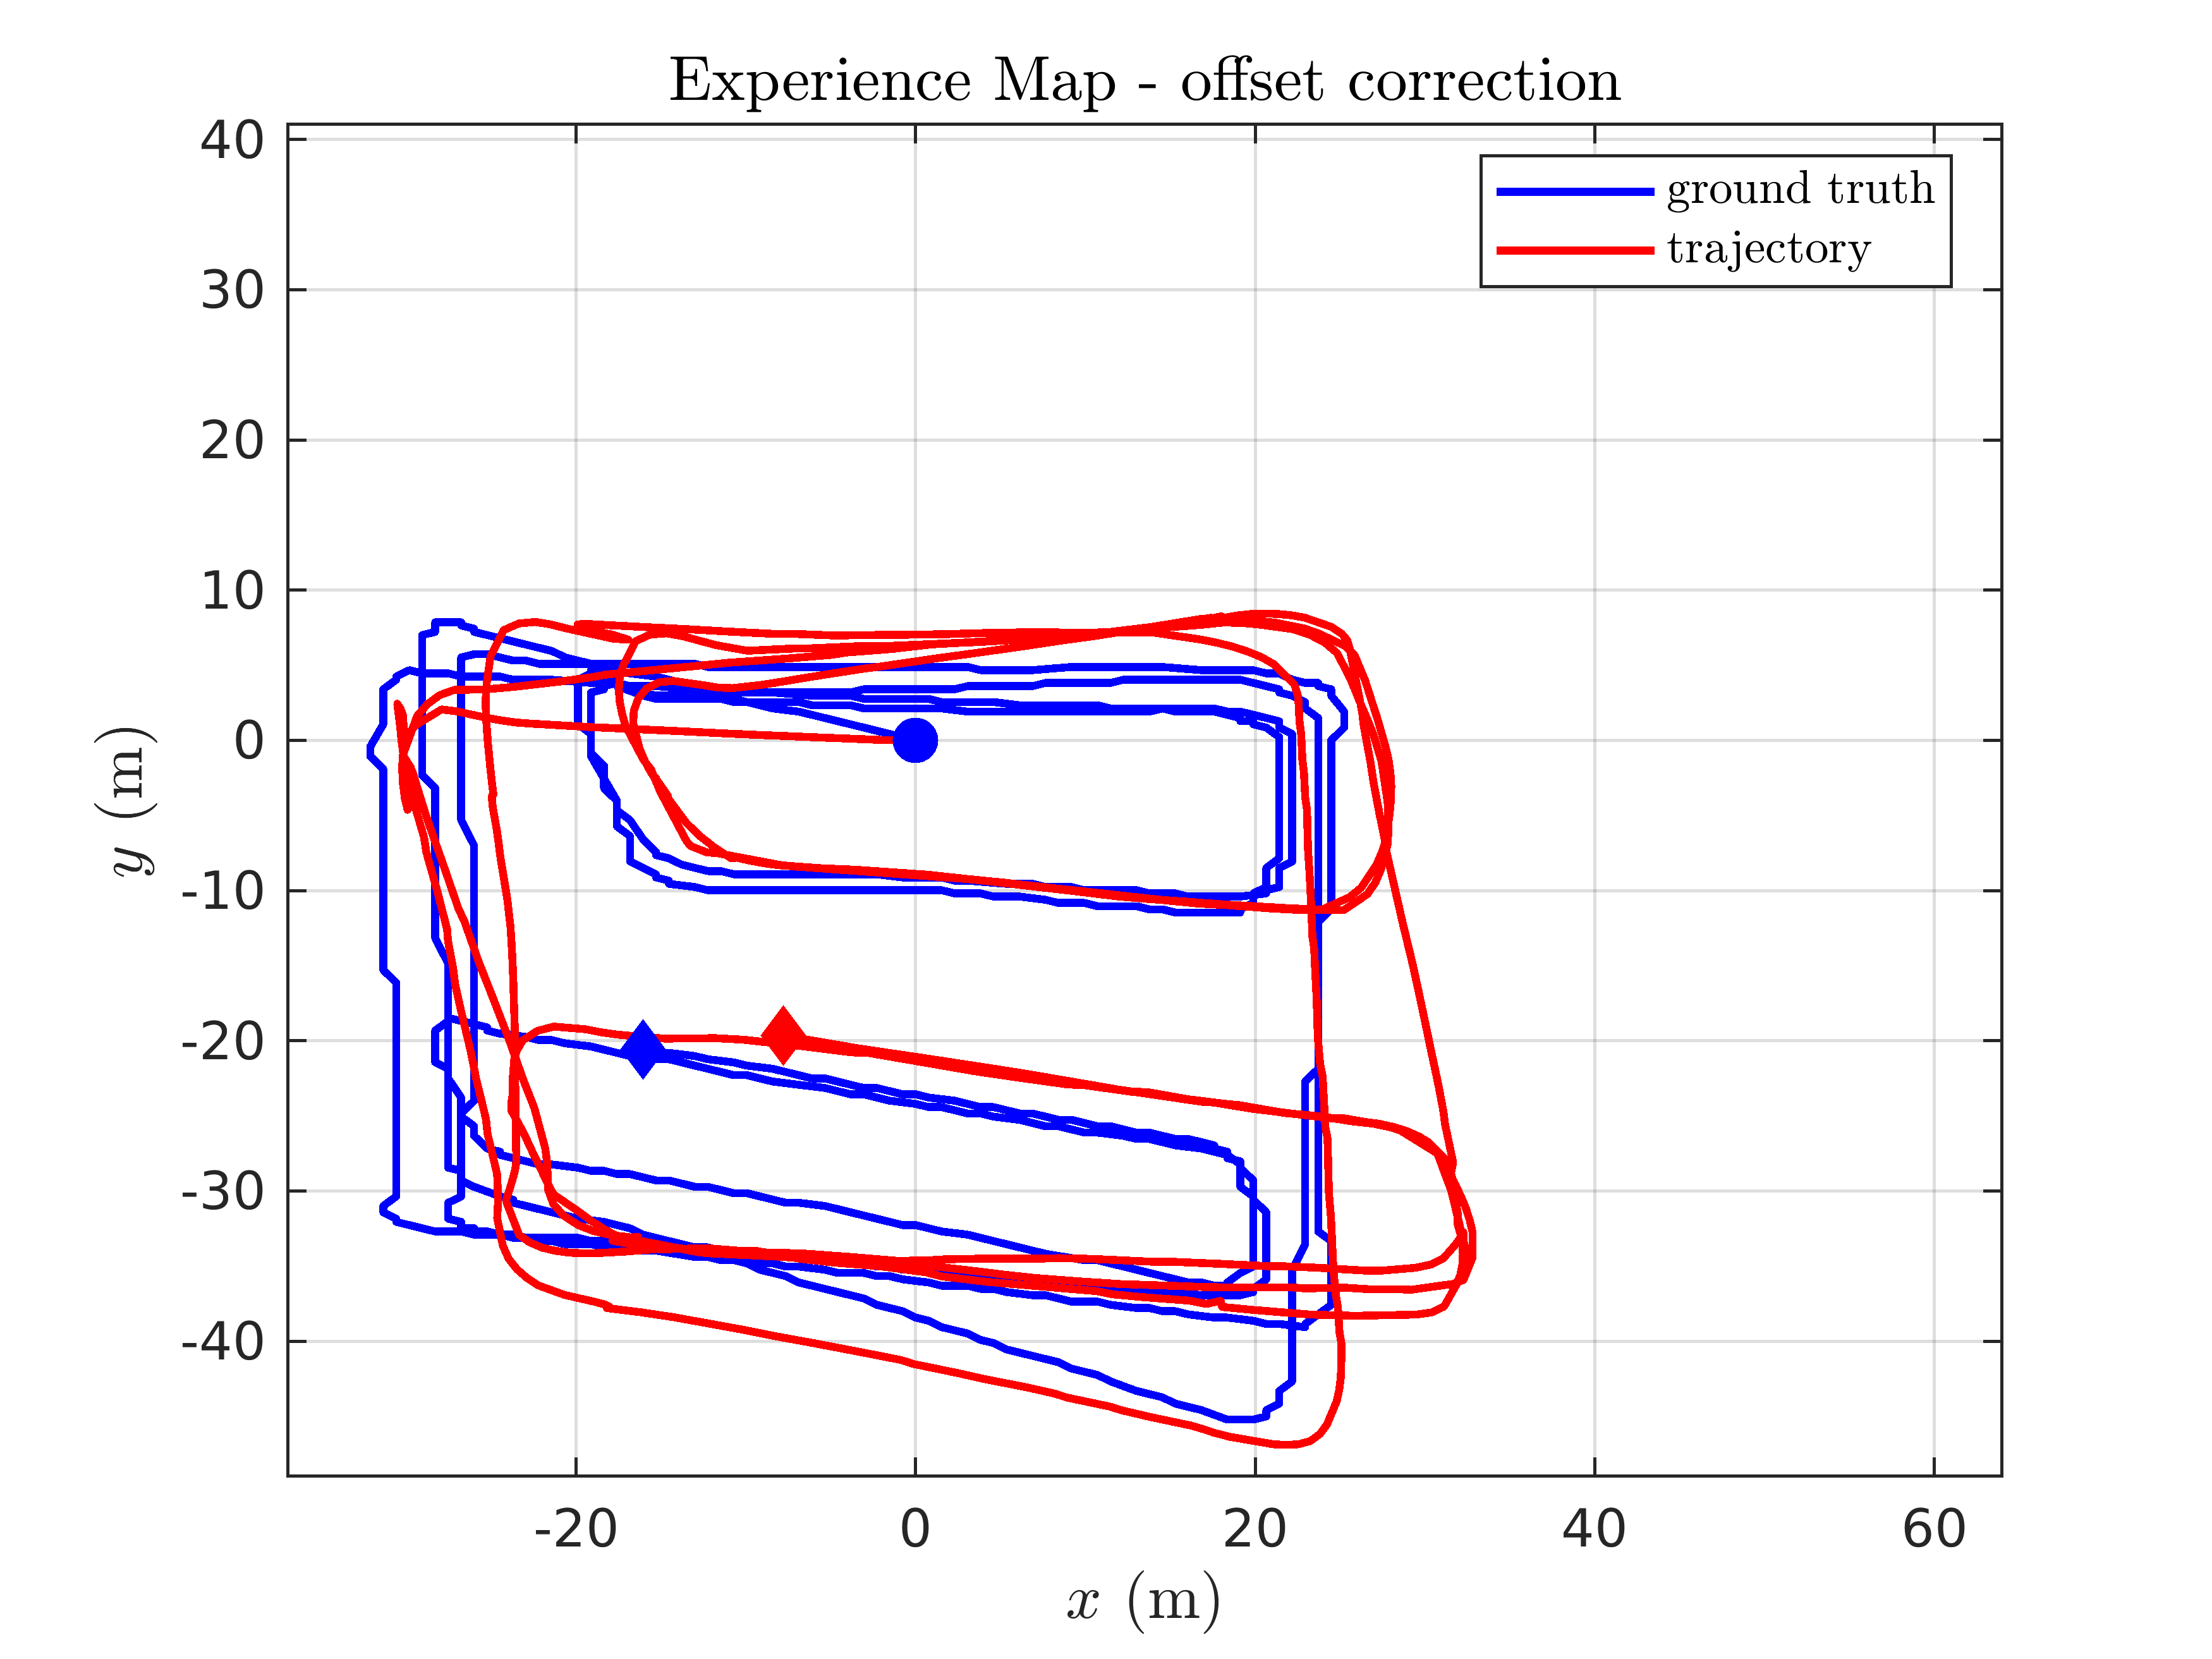 Experience Map - offset correction
ground truth
trajectory
40
30
20
10
0
-10
-20
-30
-40
y (m)
-20 0 20 40 60
x (m)